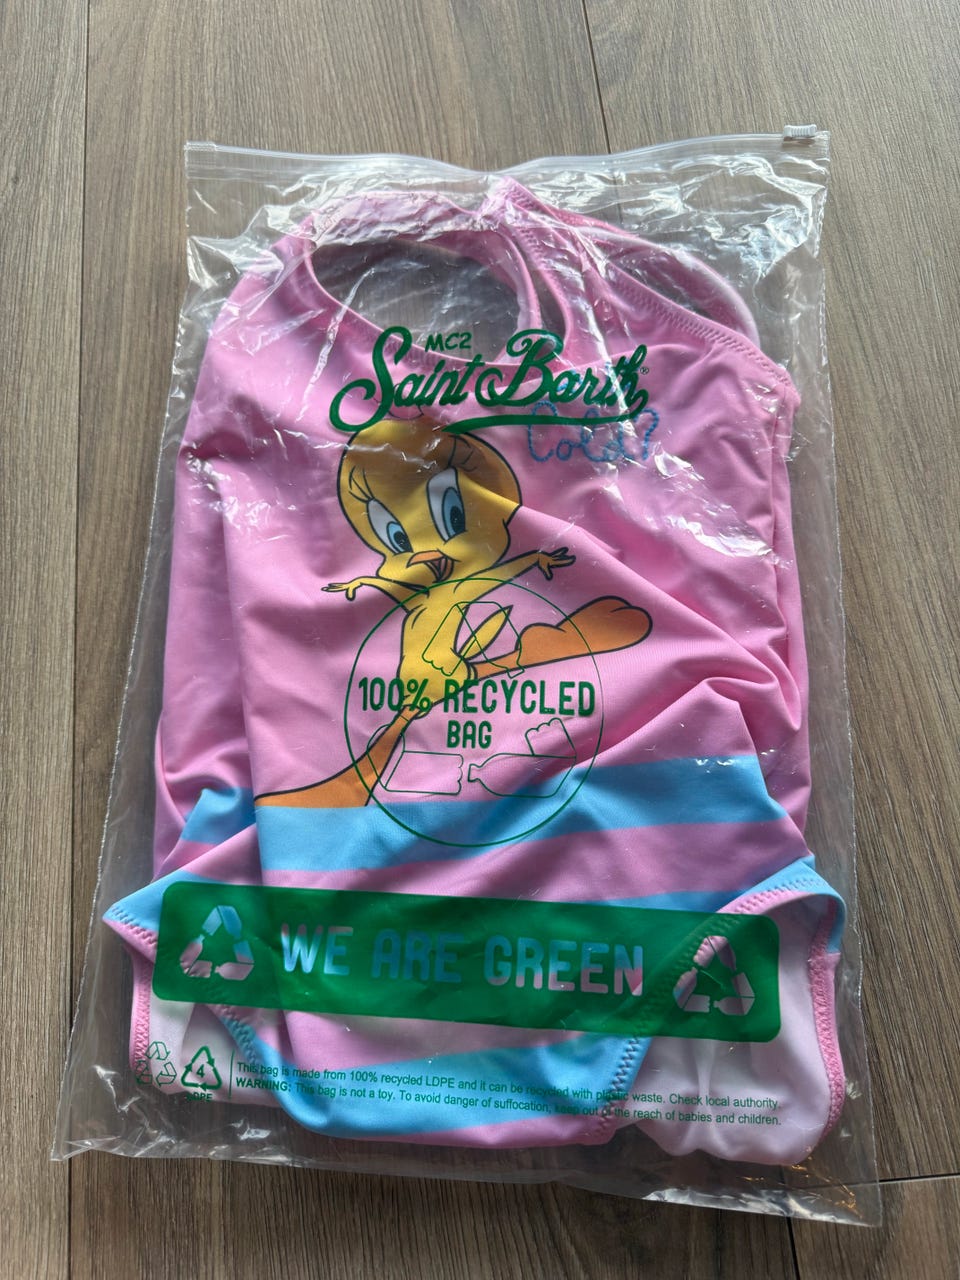 MC2
Saint Barth®
Cold?
100% RECYCLED
BAG
WE ARE GREEN
4
LDPE
This bag is made from 100% recycled LDPE and it can be recycled with plastic waste. Check local authority.
WARNING: This bag is not a toy. To avoid danger of suffocation, keep out of the reach of babies and children.